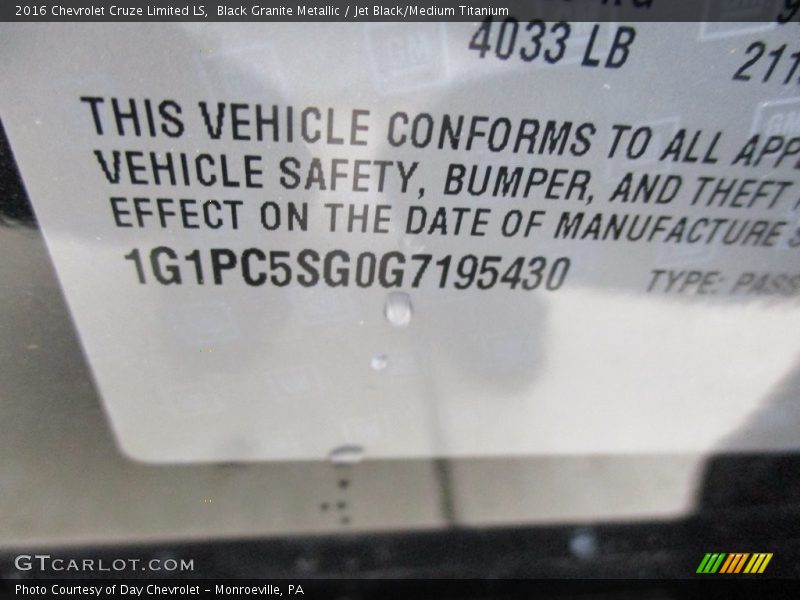 2016 Chevrolet Cruze Limited LS, Black Granite Metallic / Jet Black/Medium Titanium
4033 LB
THIS VEHICLE CONFORMS TO ALL
VEHICLE SAFETY, BUMPER, AND THEFT
EFFECT ON THE DATE OF MANUFACTURE
1G1PC5SG0G7195430 TYPE:
GTCARLOT.COM
Photo Courtesy of Day Chevrolet - Monroeville, PA